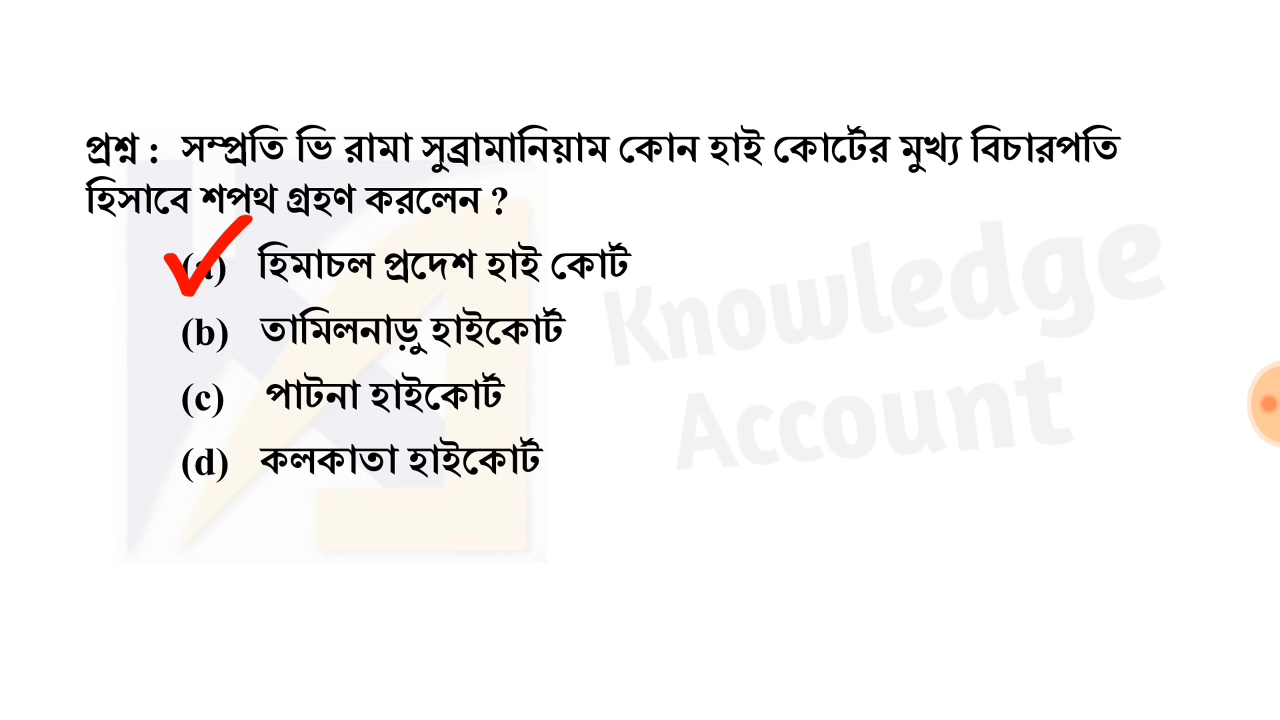 প্রশ্ন : সম্প্রতি ভি রামা সুব্রামানিয়াম কোন হাই কোর্টের মুখ্য বিচারপতি
হিসাবে শপথ গ্রহণ করলেন ?
(a) হিমাচল প্রদেশ হাই কোর্ট
(b) তামিলনাড়ু হাইকোর্ট
(c) পাটনা হাইকোর্ট
(d) কলকাতা হাইকোর্ট
Knowledge
Account